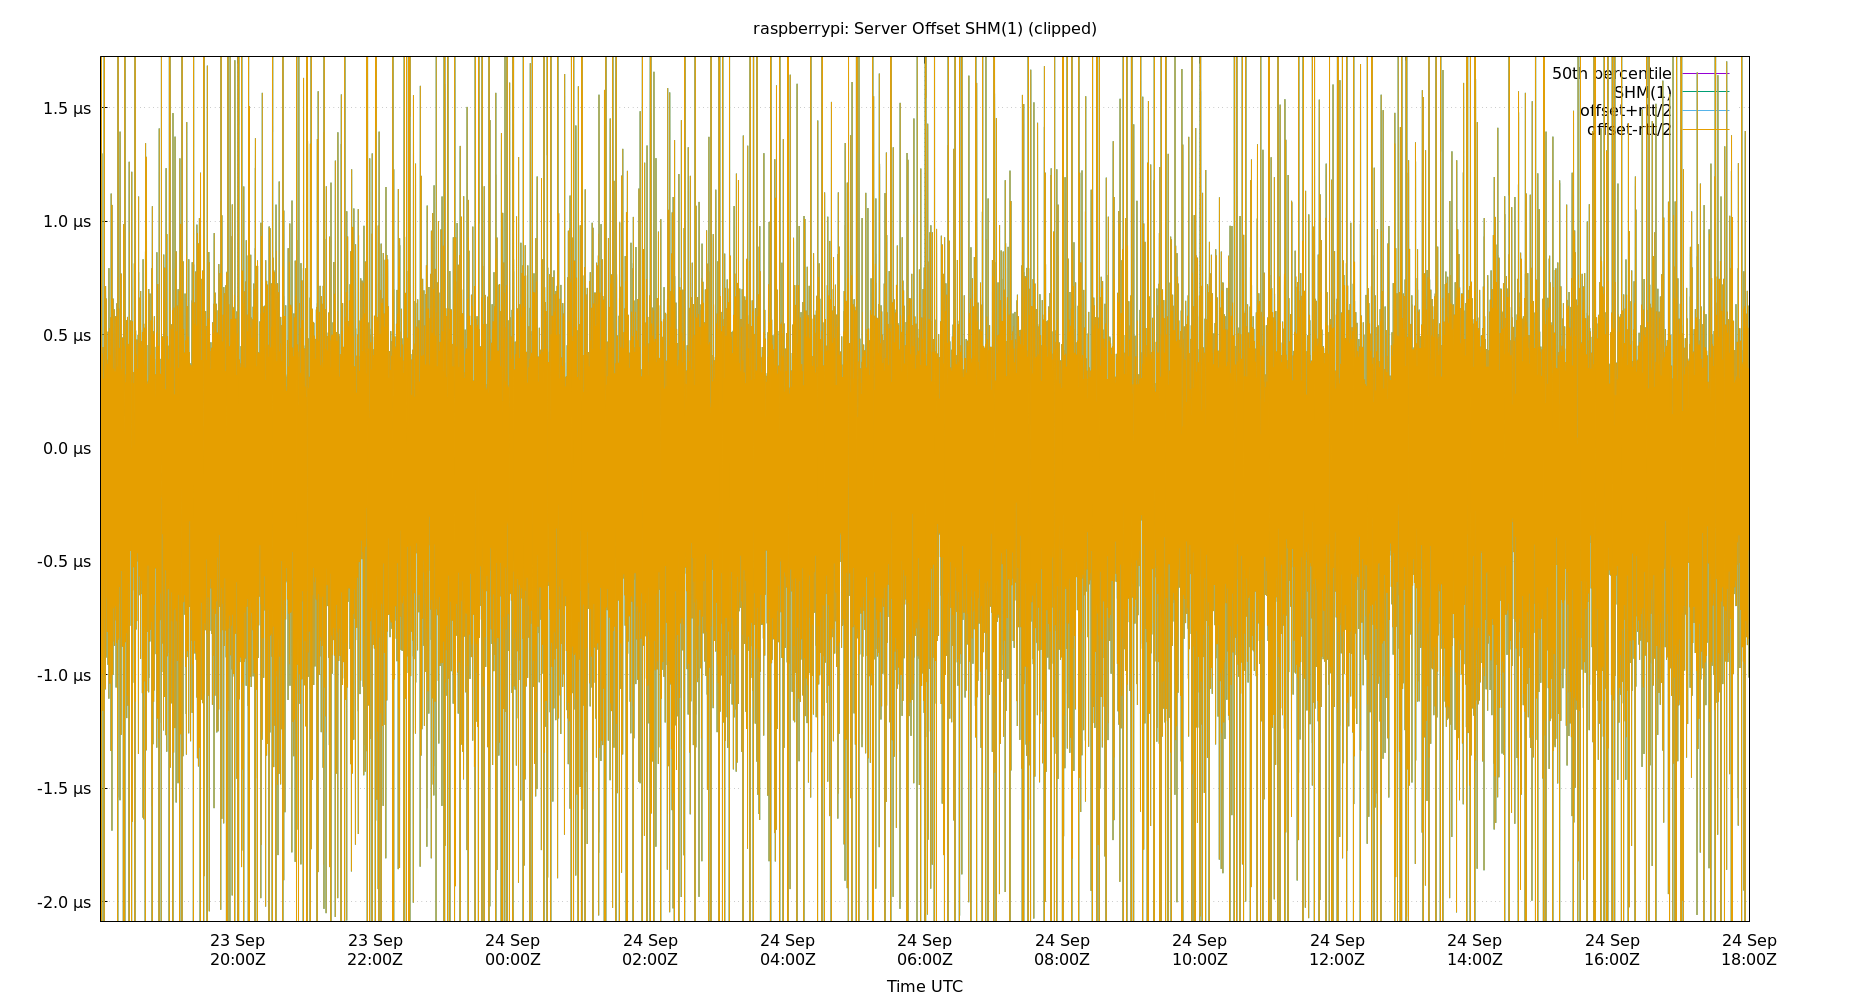 raspberrypi: Server Offset SHM(1) (clipped)
50th percentile
SHM(1)
offset+rtt/2
offset-rtt/2
1.5 µs
1.0 µs
0.5 µs
0.0 µs
-0.5 µs
-1.0 µs
-1.5 µs
-2.0 µs
23 Sep 23 Sep 24 Sep 24 Sep 24 Sep 24 Sep 24 Sep 24 Sep 24 Sep 24 Sep 24 Sep 24 Sep
20:00Z 22:00Z 00:00Z 02:00Z 04:00Z 06:00Z 08:00Z 10:00Z 12:00Z 14:00Z 16:00Z 18:00Z
Time UTC